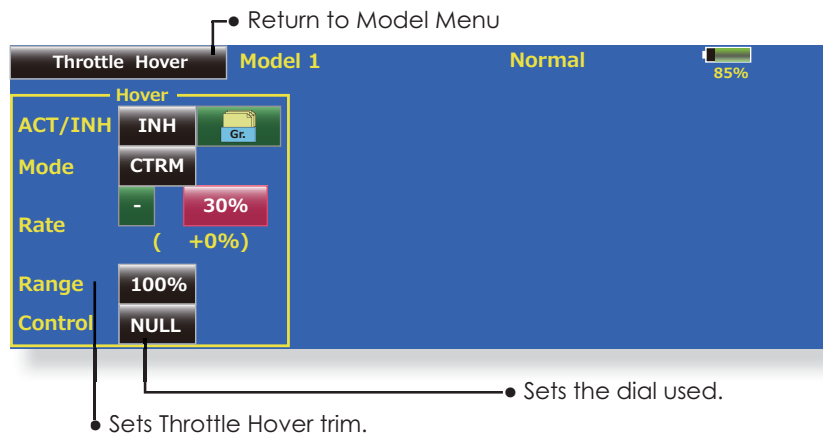 ● Return to Model Menu
Throttle Hover Model 1 Normal 85%
Hover
ACT/INH INH Gr.
Mode CTRM
Rate - 30%
( +0%)
Range 100%
Control NULL
● Sets the dial used.
● Sets Throttle Hover trim.